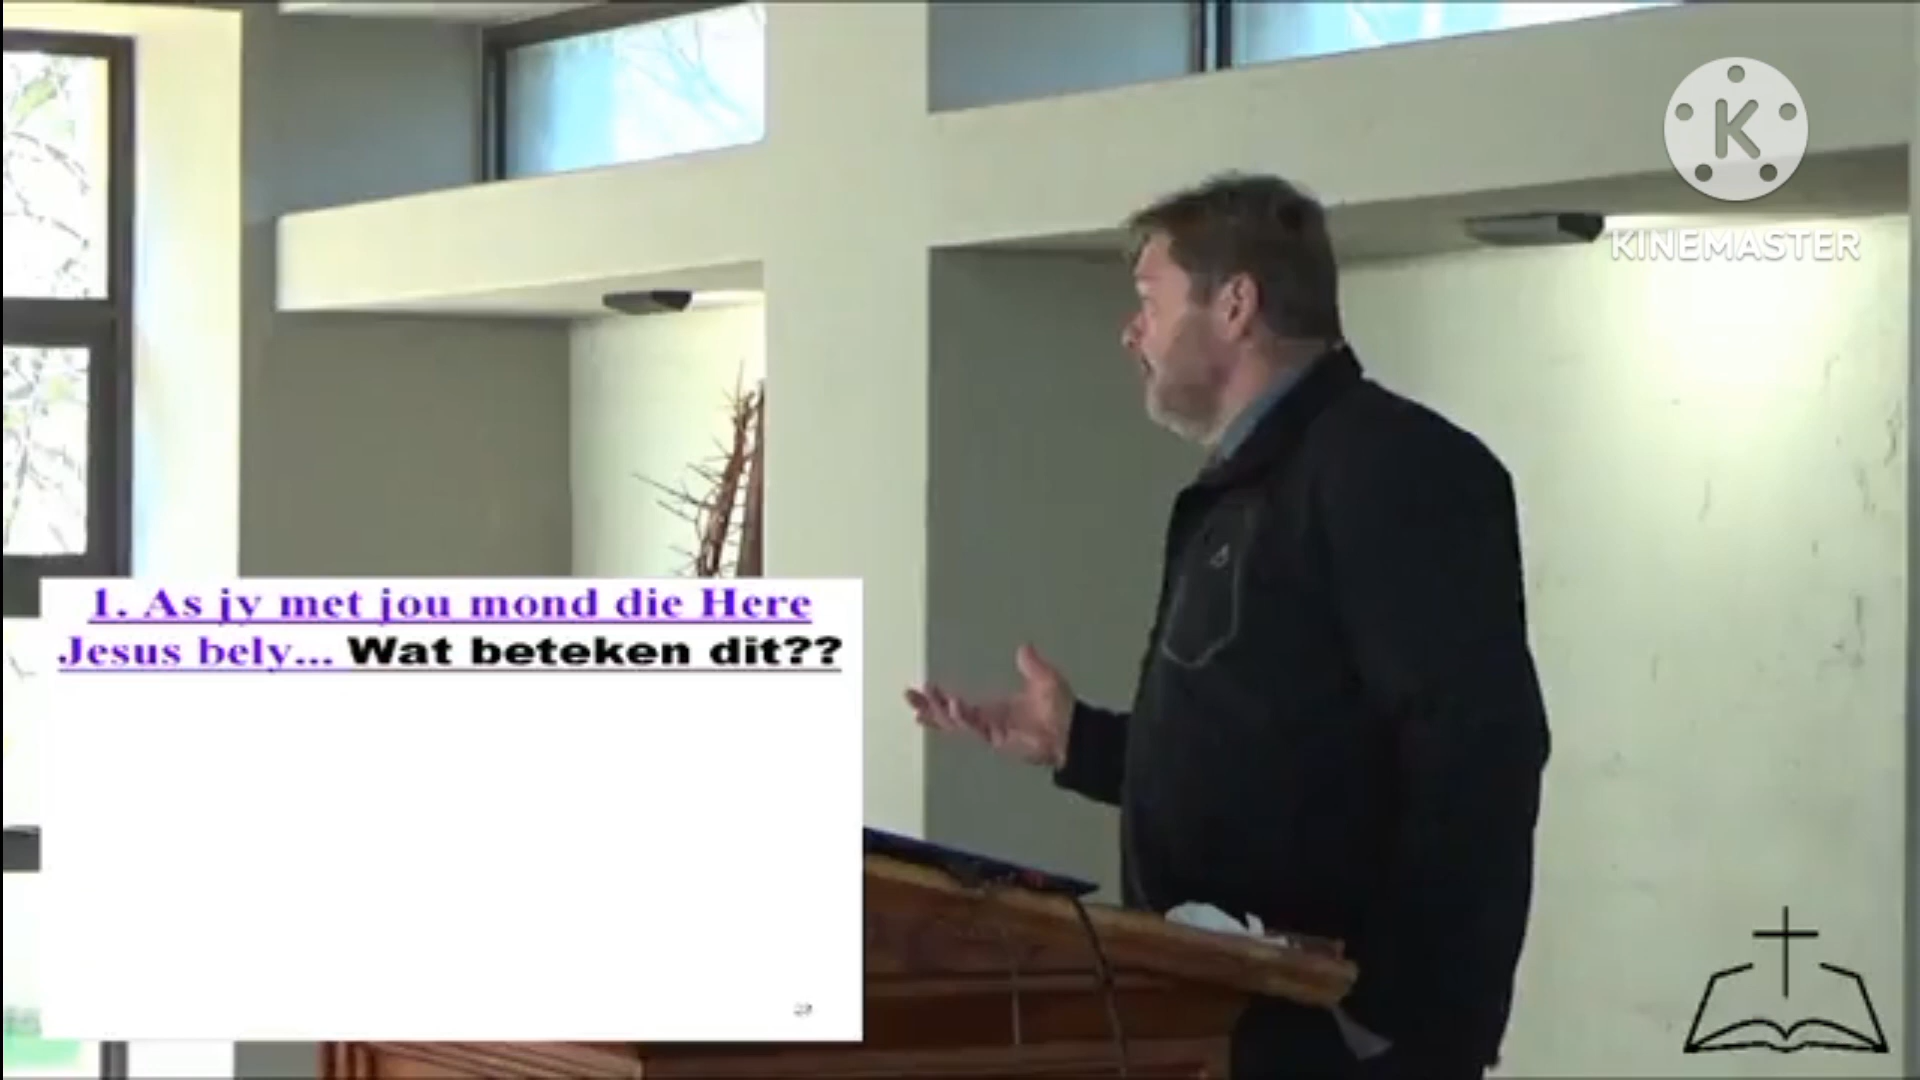 K
KINEMASTER
1. As jy met jou mond die Here
Jesus bely... Wat beteken dit??